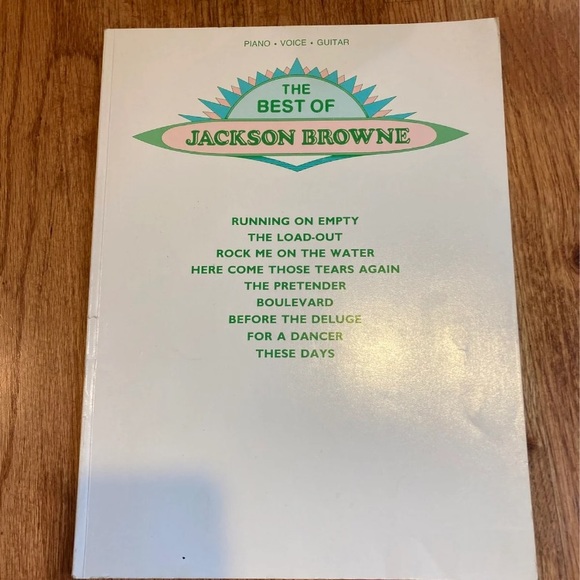 PIANO • VOICE • GUITAR
THE
BEST OF
JACKSON BROWNE
RUNNING ON EMPTY
THE LOAD-OUT
ROCK ME ON THE WATER
HERE COME THOSE TEARS AGAIN
THE PRETENDER
BOULEVARD
BEFORE THE DELUGE
FOR A DANCER
THESE DAYS